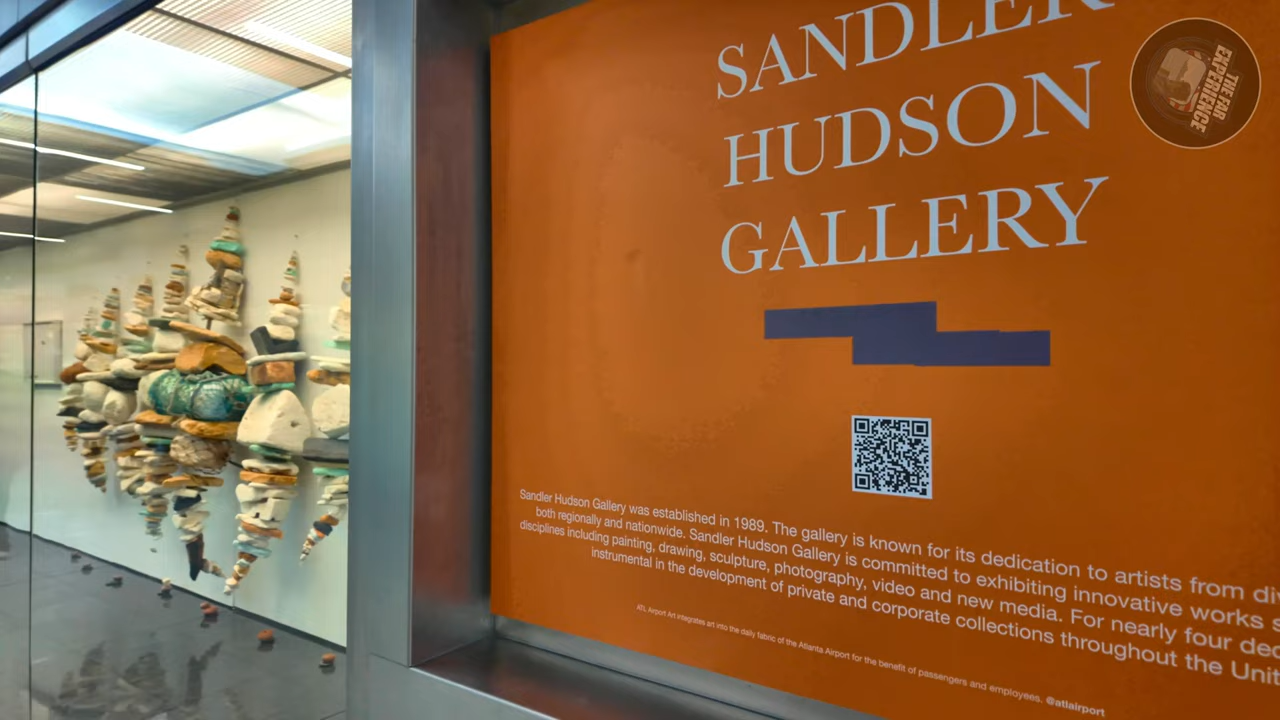 SANDLER
HUDSON
GALLERY
THE FAR
EXPERIENCE
Sandler Hudson Gallery was established in 1989. The gallery is known for its dedication to artists from
both regionally and nationwide. Sandler Hudson Gallery is committed to exhibiting innovative works
disciplines including painting, drawing, sculpture, photography, video and new media. For nearly four
instrumental in the development of private and corporate collections throughout the
ATL Airport Art integrates art into the daily fabric of the Atlanta Airport for the benefit of passengers and employees. @atlairport